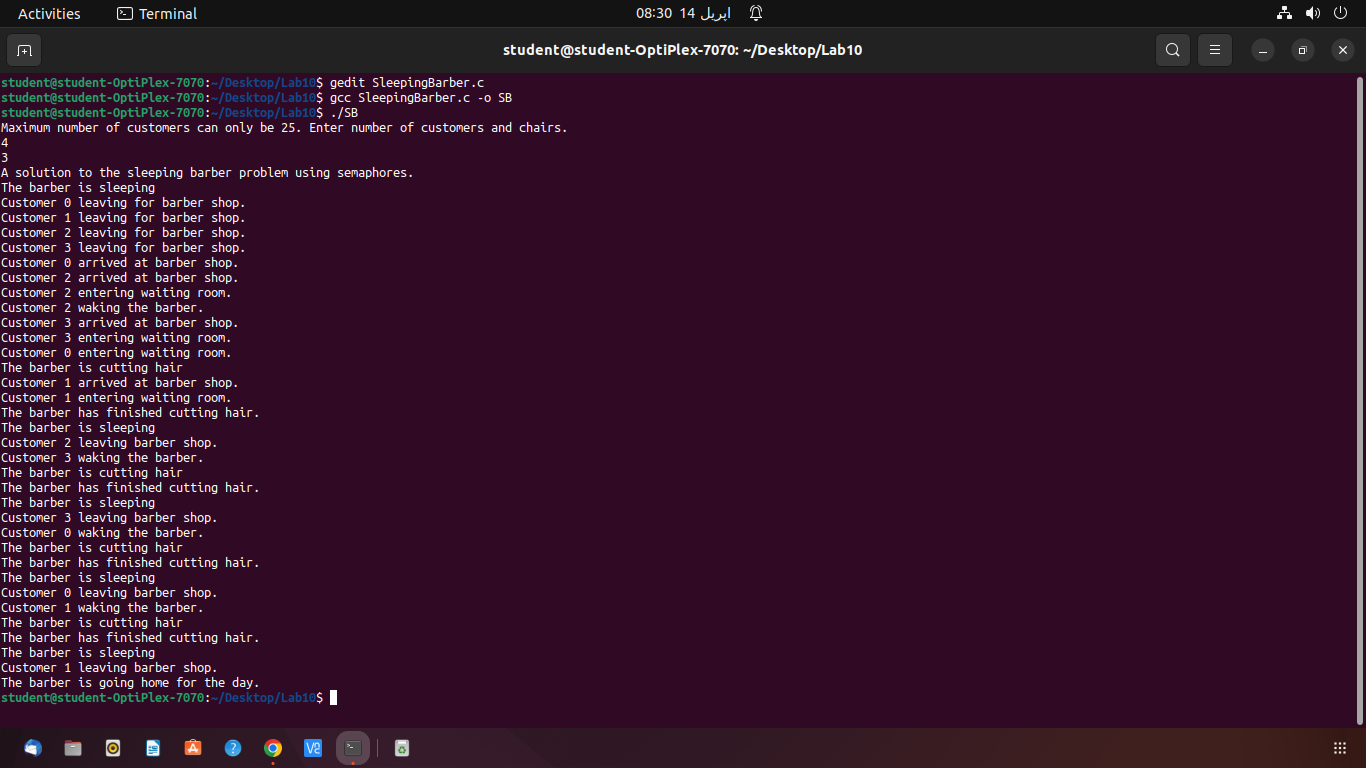 Activities
Terminal
08:30 14 اپریل
student@student-OptiPlex-7070: ~/Desktop/Lab10
student@student-OptiPlex-7070:~/Desktop/Lab10$ gedit SleepingBarber.c
student@student-OptiPlex-7070:~/Desktop/Lab10$ gcc SleepingBarber.c -o SB
student@student-OptiPlex-7070:~/Desktop/Lab10$ ./SB
Maximum number of customers can only be 25. Enter number of customers and chairs.
4
3
A solution to the sleeping barber problem using semaphores.
The barber is sleeping
Customer 0 leaving for barber shop.
Customer 1 leaving for barber shop.
Customer 2 leaving for barber shop.
Customer 3 leaving for barber shop.
Customer 0 arrived at barber shop.
Customer 2 arrived at barber shop.
Customer 2 entering waiting room.
Customer 2 waking the barber.
Customer 3 arrived at barber shop.
Customer 3 entering waiting room.
Customer 0 entering waiting room.
The barber is cutting hair
Customer 1 arrived at barber shop.
Customer 1 entering waiting room.
The barber has finished cutting hair.
The barber is sleeping
Customer 2 leaving barber shop.
Customer 3 waking the barber.
The barber is cutting hair
The barber has finished cutting hair.
The barber is sleeping
Customer 3 leaving barber shop.
Customer 0 waking the barber.
The barber is cutting hair
The barber has finished cutting hair.
The barber is sleeping
Customer 0 leaving barber shop.
Customer 1 waking the barber.
The barber is cutting hair
The barber has finished cutting hair.
The barber is sleeping
Customer 1 leaving barber shop.
The barber is going home for the day.
student@student-OptiPlex-7070:~/Desktop/Lab10$